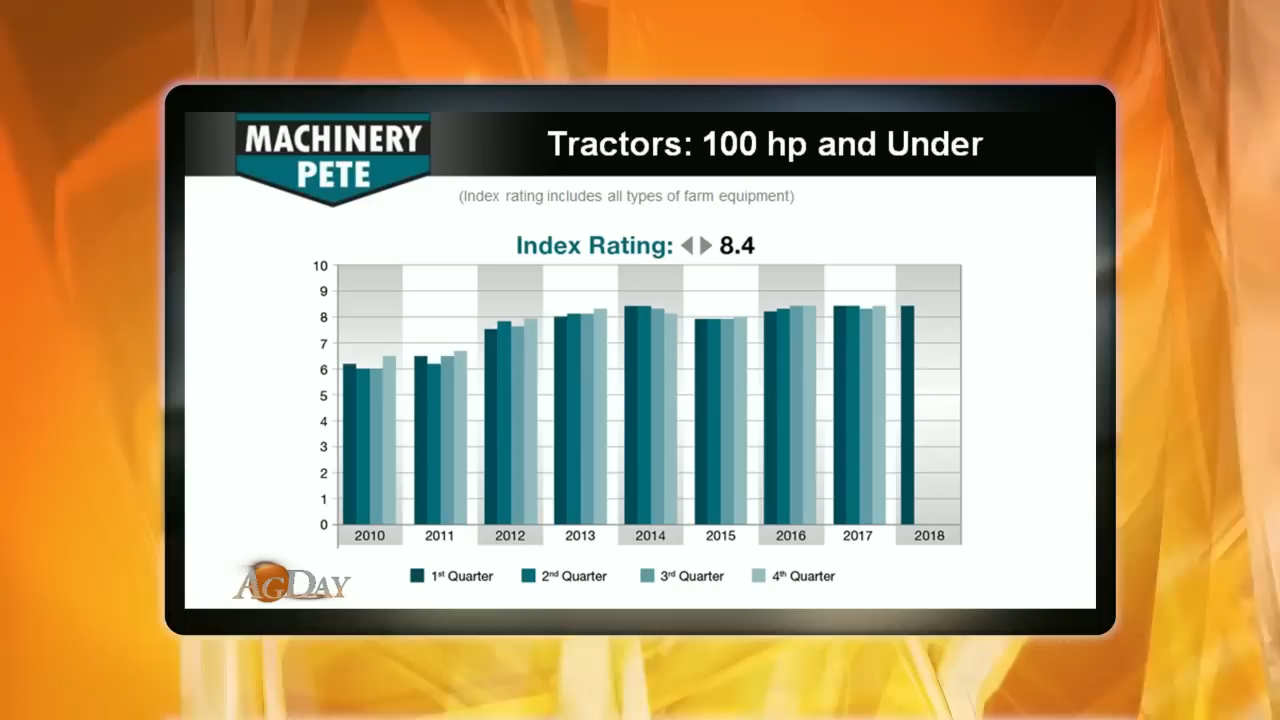 MACHINERY
PETE
Tractors: 100 hp and Under
(Index rating includes all types of farm equipment)
Index Rating: 8.4
10
9
8
7
6
5
4
3
2
1
0
2010 2011 2012 2013 2014 2015 2016 2017 2018
1st Quarter 2nd Quarter 3rd Quarter 4th Quarter
AGDAY